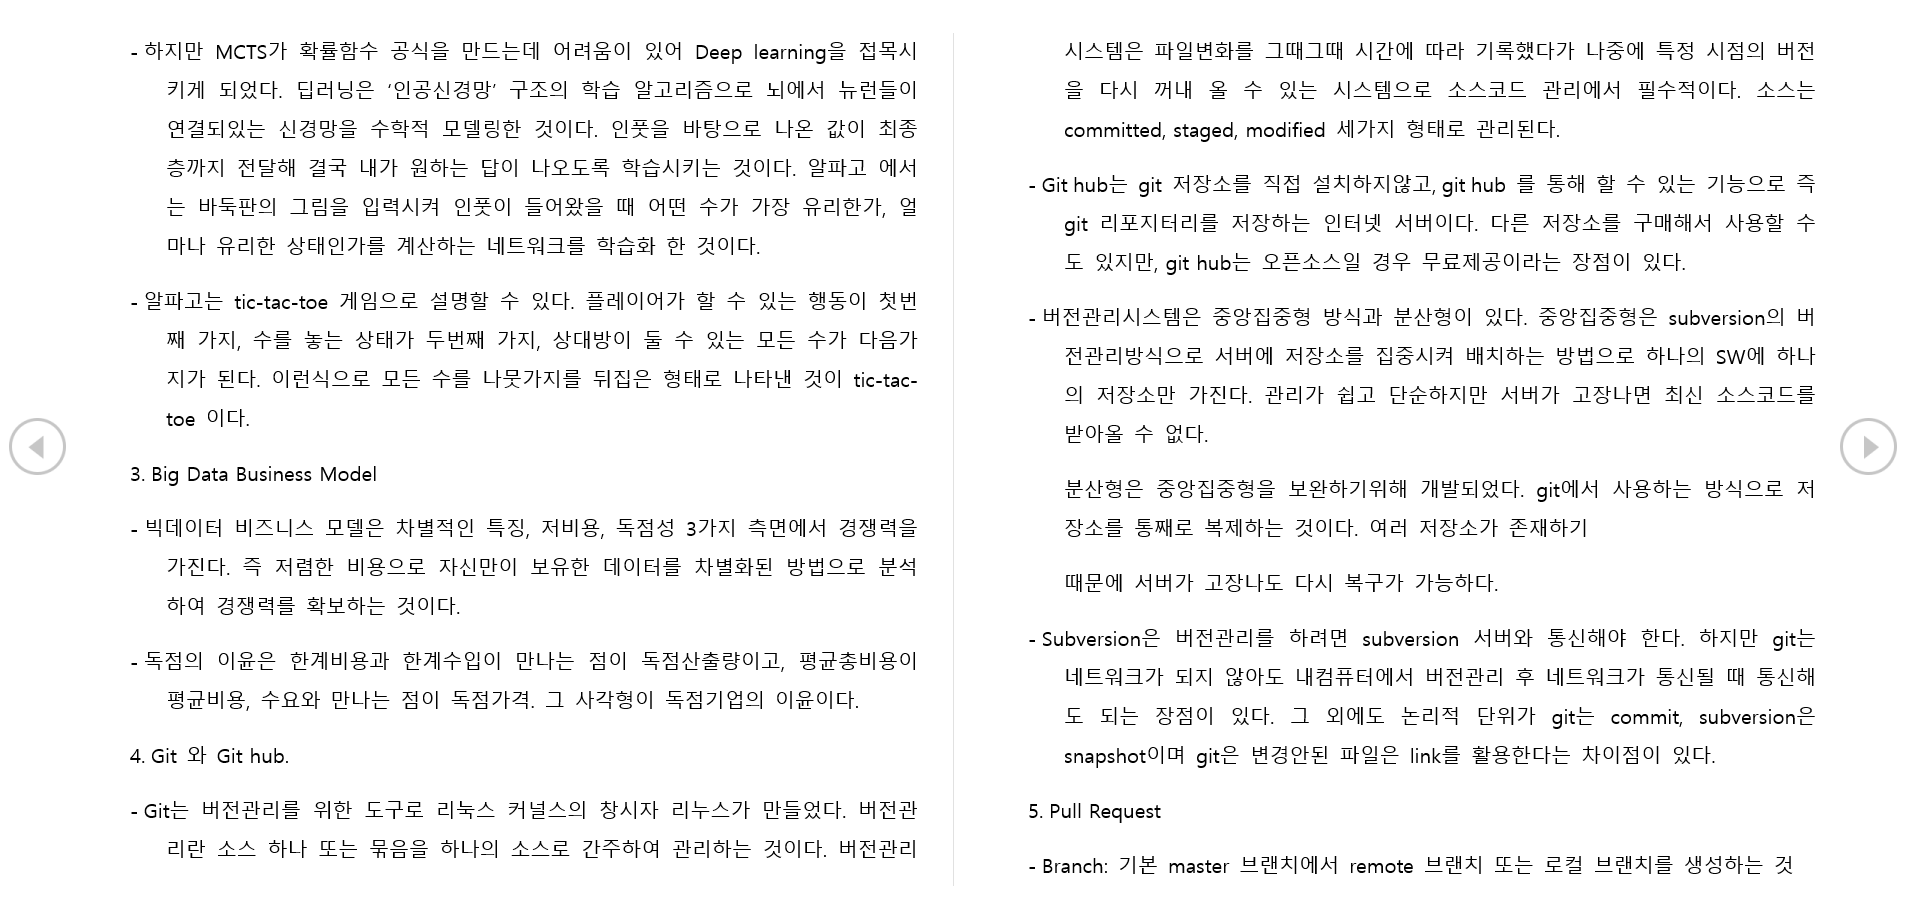 - 하지만 MCTS가 확률함수 공식을 만드는데 어려움이 있어 Deep learning을 접목시
키게 되었다. 딥러닝은 ‘인공신경망’ 구조의 학습 알고리즘으로 뇌에서 뉴런들이
연결되있는 신경망을 수학적 모델링한 것이다. 인풋을 바탕으로 나온 값이 최종
층까지 전달해 결국 내가 원하는 답이 나오도록 학습시키는 것이다. 알파고 에서
는 바둑판의 그림을 입력시켜 인풋이 들어왔을 때 어떤 수가 가장 유리한가, 얼
마나 유리한 상태인가를 계산하는 네트워크를 학습화 한 것이다.
- 알파고는 tic-tac-toe 게임으로 설명할 수 있다. 플레이어가 할 수 있는 행동이 첫번
째 가지, 수를 놓는 상태가 두번째 가지, 상대방이 둘 수 있는 모든 수가 다음가
지가 된다. 이런식으로 모든 수를 나뭇가지를 뒤집은 형태로 나타낸 것이 tic-tac-
toe 이다.
3. Big Data Business Model
- 빅데이터 비즈니스 모델은 차별적인 특징, 저비용, 독점성 3가지 측면에서 경쟁력을
가진다. 즉 저렴한 비용으로 자신만이 보유한 데이터를 차별화된 방법으로 분석
하여 경쟁력를 확보하는 것이다.
- 독점의 이윤은 한계비용과 한계수입이 만나는 점이 독점산출량이고, 평균총비용이
평균비용, 수요와 만나는 점이 독점가격. 그 사각형이 독점기업의 이윤이다.
4. Git 와 Git hub.
- Git는 버전관리를 위한 도구로 리눅스 커널스의 창시자 리누스가 만들었다. 버전관
리란 소스 하나 또는 묶음을 하나의 소스로 간주하여 관리하는 것이다. 버전관리
시스템은 파일변화를 그때그때 시간에 따라 기록했다가 나중에 특정 시점의 버전
을 다시 꺼내 올 수 있는 시스템으로 소스코드 관리에서 필수적이다. 소스는
committed, staged, modified 세가지 형태로 관리된다.
- Git hub는 git 저장소를 직접 설치하지않고, git hub 를 통해 할 수 있는 기능으로 즉
git 리포지터리를 저장하는 인터넷 서버이다. 다른 저장소를 구매해서 사용할 수
도 있지만, git hub는 오픈소스일 경우 무료제공이라는 장점이 있다.
- 버전관리시스템은 중앙집중형 방식과 분산형이 있다. 중앙집중형은 subversion의 버
전관리방식으로 서버에 저장소를 집중시켜 배치하는 방법으로 하나의 SW에 하나
의 저장소만 가진다. 관리가 쉽고 단순하지만 서버가 고장나면 최신 소스코드를
받아올 수 없다.
분산형은 중앙집중형을 보완하기위해 개발되었다. git에서 사용하는 방식으로 저
장소를 통째로 복제하는 것이다. 여러 저장소가 존재하기
때문에 서버가 고장나도 다시 복구가 가능하다.
- Subversion은 버전관리를 하려면 subversion 서버와 통신해야 한다. 하지만 git는
네트워크가 되지 않아도 내컴퓨터에서 버전관리 후 네트워크가 통신될 때 통신해
도 되는 장점이 있다. 그 외에도 논리적 단위가 git는 commit, subversion은
snapshot이며 git은 변경안된 파일은 link를 활용한다는 차이점이 있다.
5. Pull Request
- Branch: 기본 master 브랜치에서 remote 브랜치 또는 로컬 브랜치를 생성하는 것